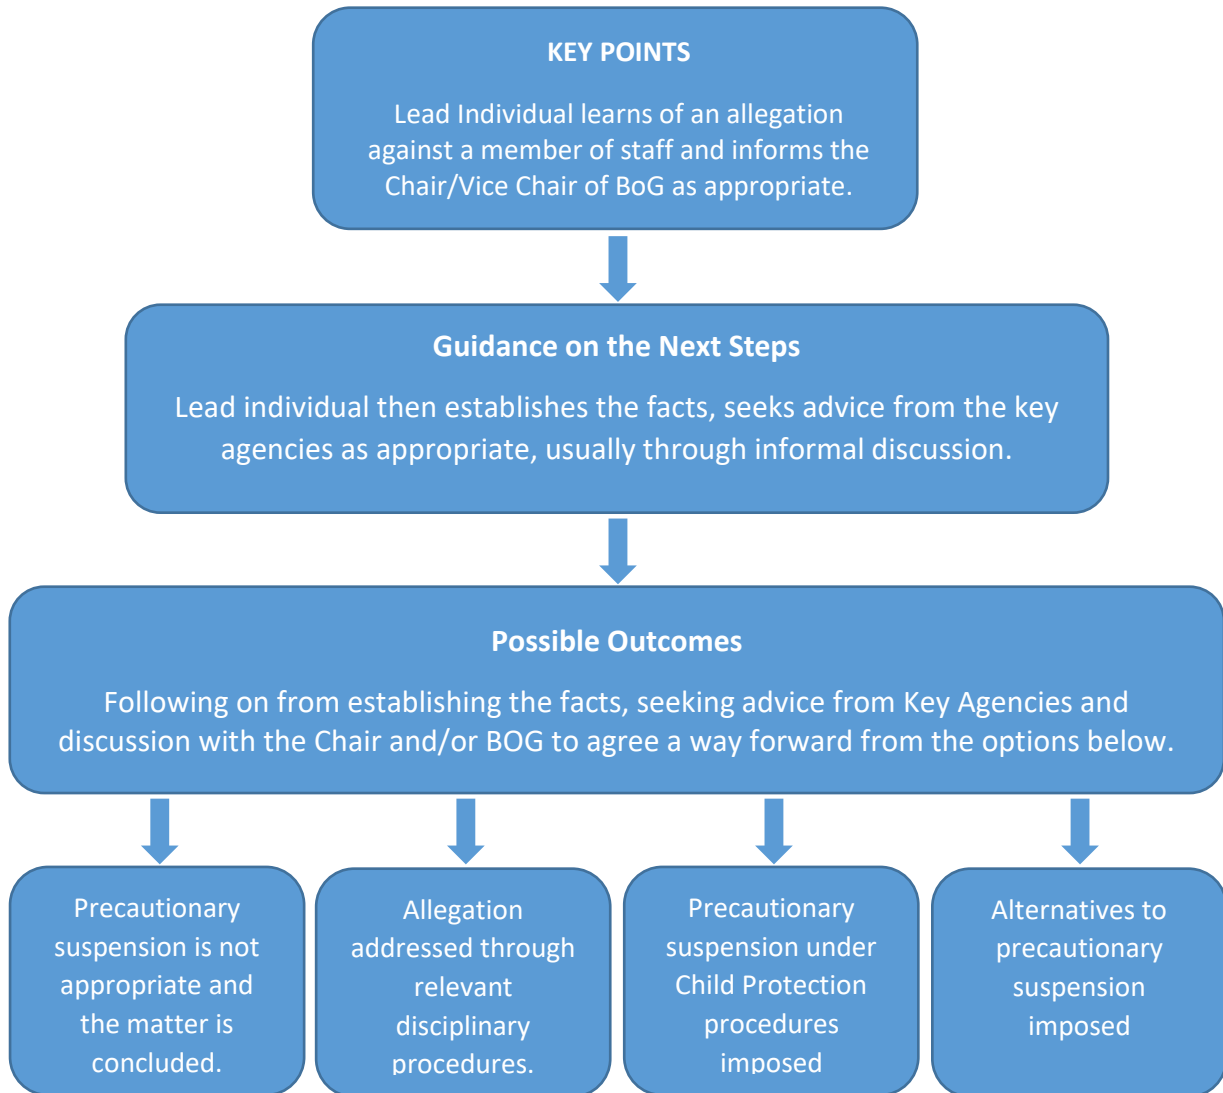 KEY POINTS
Lead Individual learns of an allegation
against a member of staff and informs the
Chair/Vice Chair of BoG as appropriate.
Guidance on the Next Steps
Lead individual then establishes the facts, seeks advice from the key
agencies as appropriate, usually through informal discussion.
Possible Outcomes
Following on from establishing the facts, seeking advice from Key Agencies and
discussion with the Chair and/or BOG to agree a way forward from the options below.
Precautionary
suspension is not
appropriate and
the matter is
concluded.
Allegation
addressed through
relevant
disciplinary
procedures.
Precautionary
suspension under
Child Protection
procedures
imposed
Alternatives to
precautionary
suspension
imposed